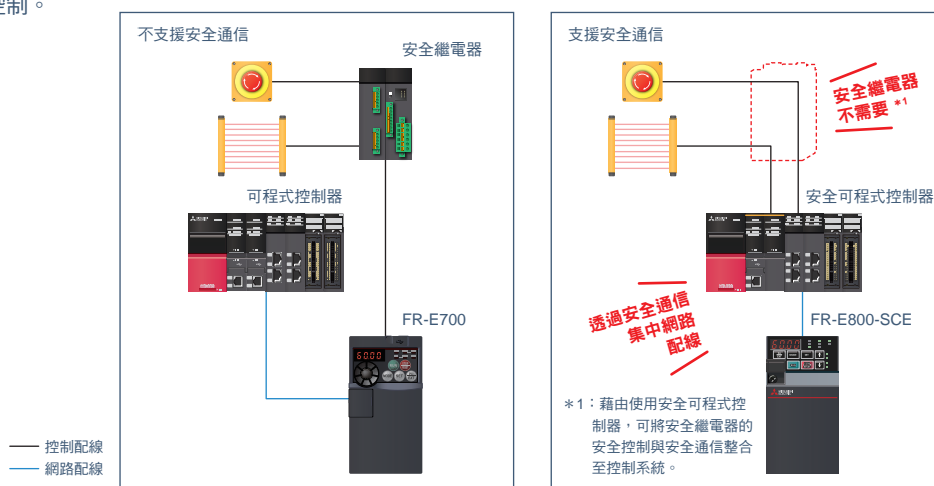 控制。
不支援安全通信
安全繼電器
可程式控制器
FR-E700
60.00
支援安全通信
安全繼電器
不需要 *1
安全可程式控制器
透過安全通信
集中網路
配線
FR-E800-SCE
60.00
*1：藉由使用安全可程式控
制器，可將安全繼電器的
安全控制與安全通信整合
至控制系統。
控制配線
網路配線